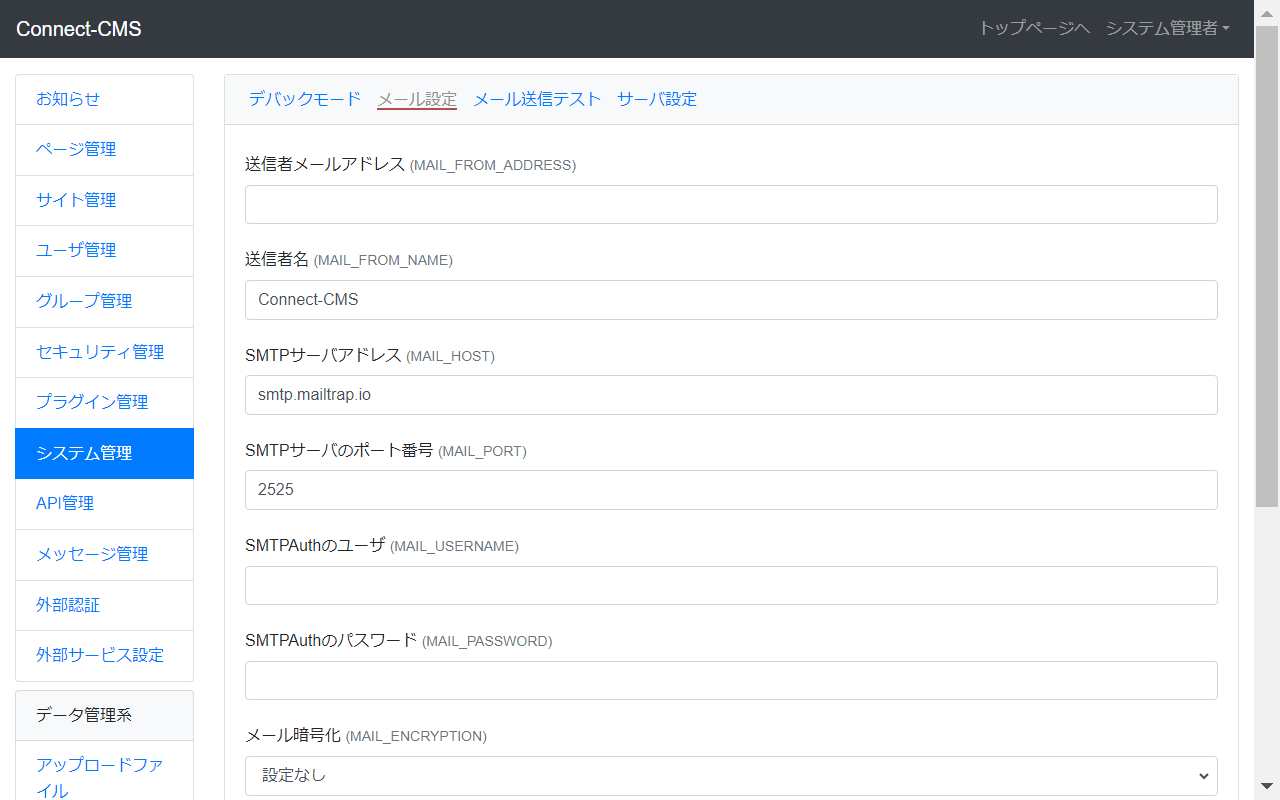 Connect-CMS
トップページへ システム管理者
お知らせ
ページ管理
サイト管理
ユーザ管理
グループ管理
セキュリティ管理
プラグイン管理
システム管理
API管理
メッセージ管理
外部認証
外部サービス設定
データ管理系
アップロードファ
イル
デバックモード メール設定 メール送信テスト サーバ設定
送信者メールアドレス (MAIL_FROM_ADDRESS)
送信者名 (MAIL_FROM_NAME)
Connect-CMS
SMTPサーバアドレス (MAIL_HOST)
smtp.mailtrap.io
SMTPサーバのポート番号 (MAIL_PORT)
2525
SMTPAuthのユーザ (MAIL_USERNAME)
SMTPAuthのパスワード (MAIL_PASSWORD)
メール暗号化 (MAIL_ENCRYPTION)
設定なし